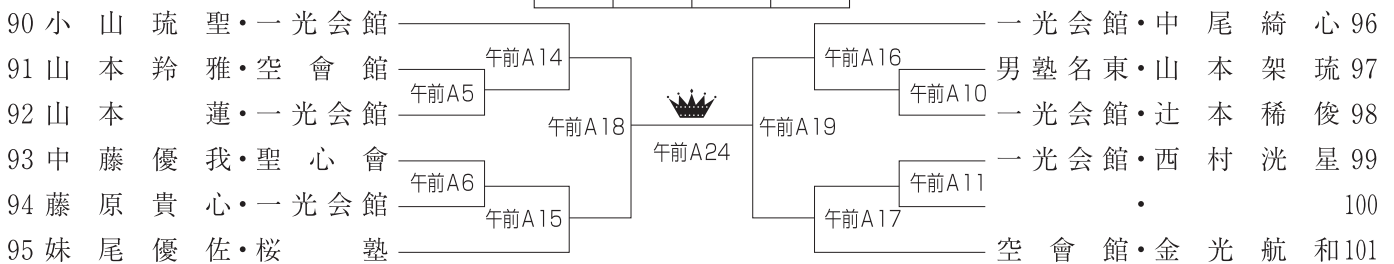 90 小山琉聖・一光会館
91 山本羚雅・空會館
92 山本蓮・一光会館
93 中藤優我・聖心會
94 藤原貴心・一光会館
95 妹尾優佐・桜塾
午前A14
午前A5
午前A18
午前A6
午前A15
午前A24
午前A16
午前A10
午前A19
午前A11
午前A17
一光会館・中尾綺心 96
男塾名東・山本架琉 97
一光会館・辻本稀俊 98
一光会館・西村洸星 99
・ 100
空會館・金光航和 101